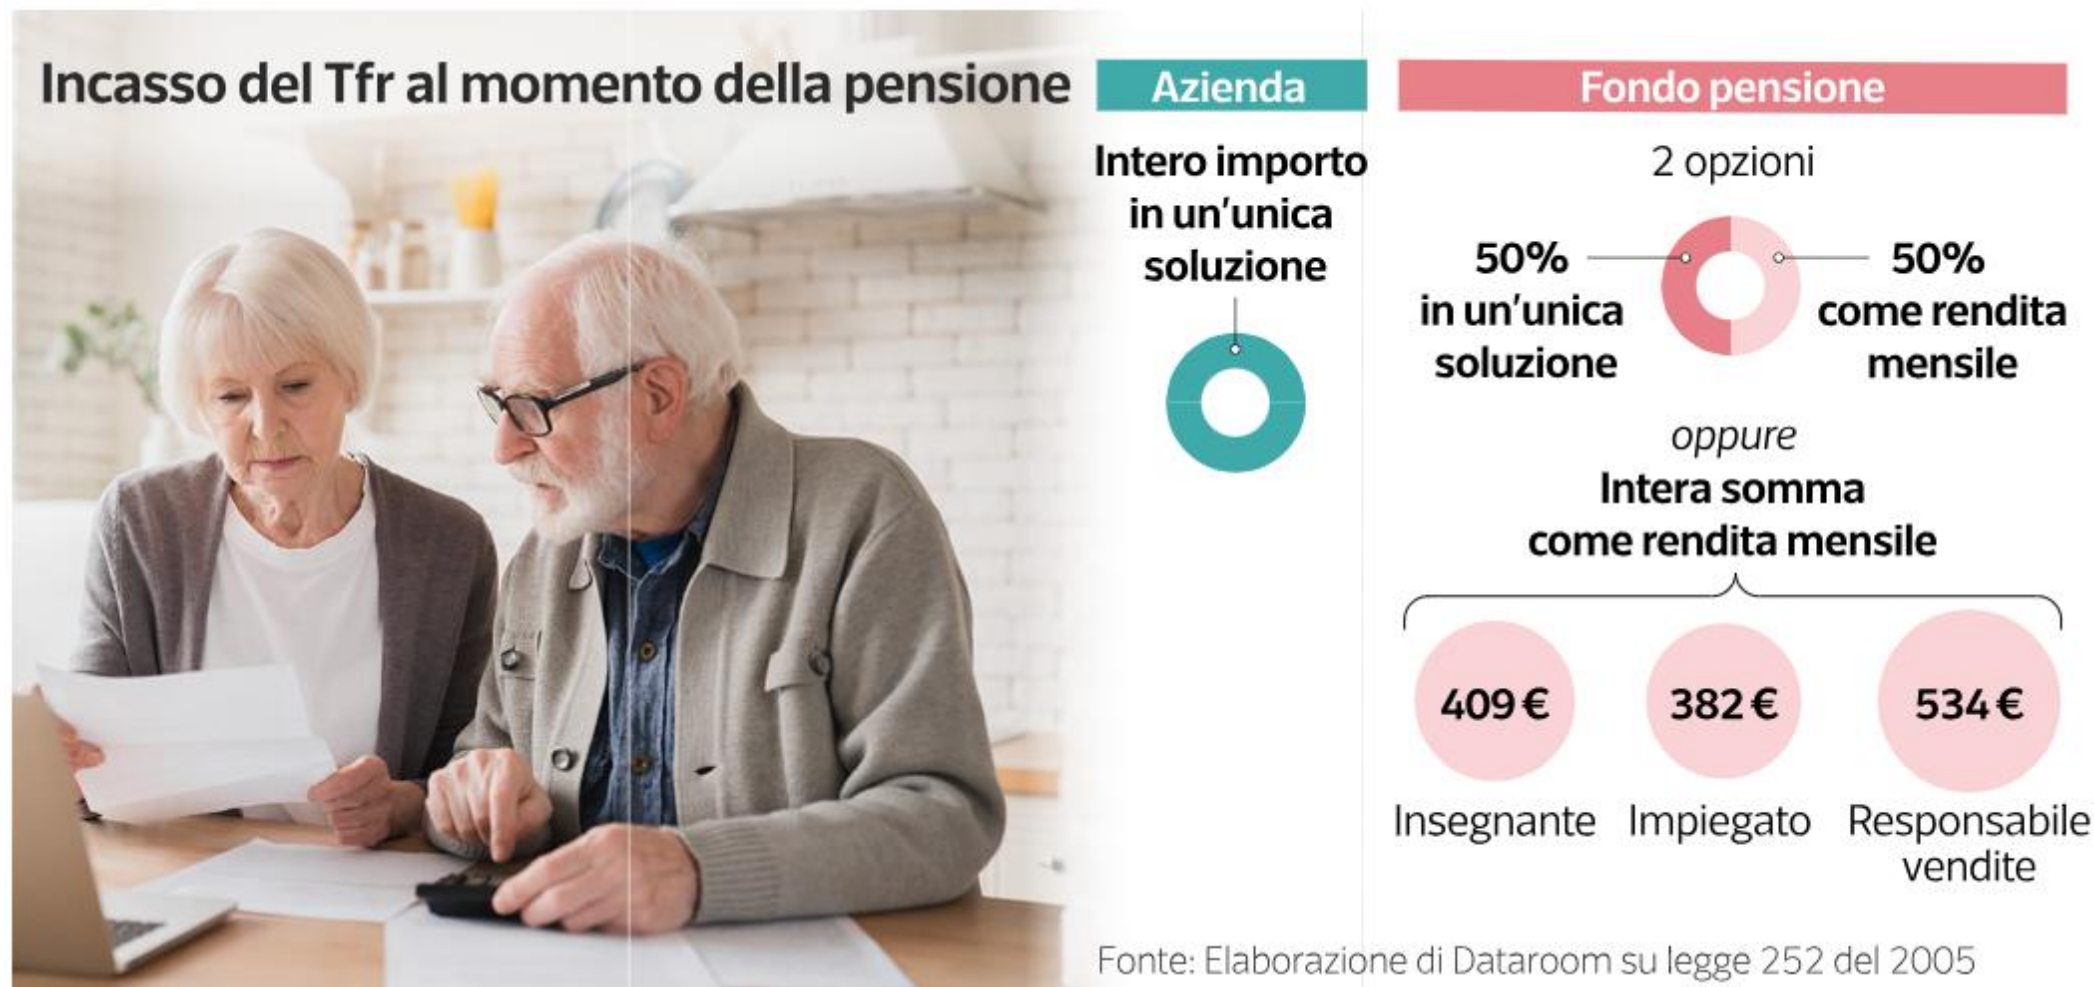 Incasso del Tfr al momento della pensione
Azienda
Intero importo
in un'unica
soluzione
Fondo pensione
2 opzioni
50%
in un'unica
soluzione
50%
come rendita
mensile
oppure
Intera somma
come rendita mensile
409 €
Insegnante
382 €
Impiegato
534 €
Responsabile
vendite
Fonte: Elaborazione di Dataroom su legge 252 del 2005